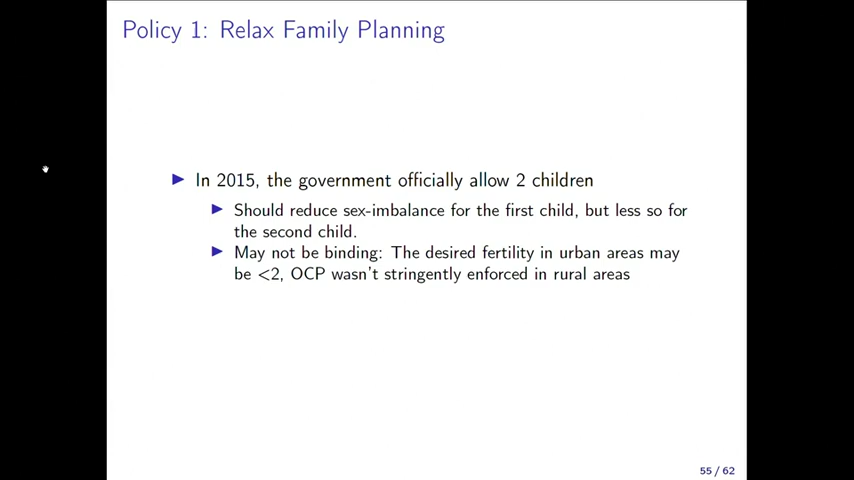 Policy 1: Relax Family Planning
In 2015, the government officially allow 2 children
Should reduce sex-imbalance for the first child, but less so for
the second child.
May not be binding: The desired fertility in urban areas may
be <2, OCP wasn't stringently enforced in rural areas
55 / 62